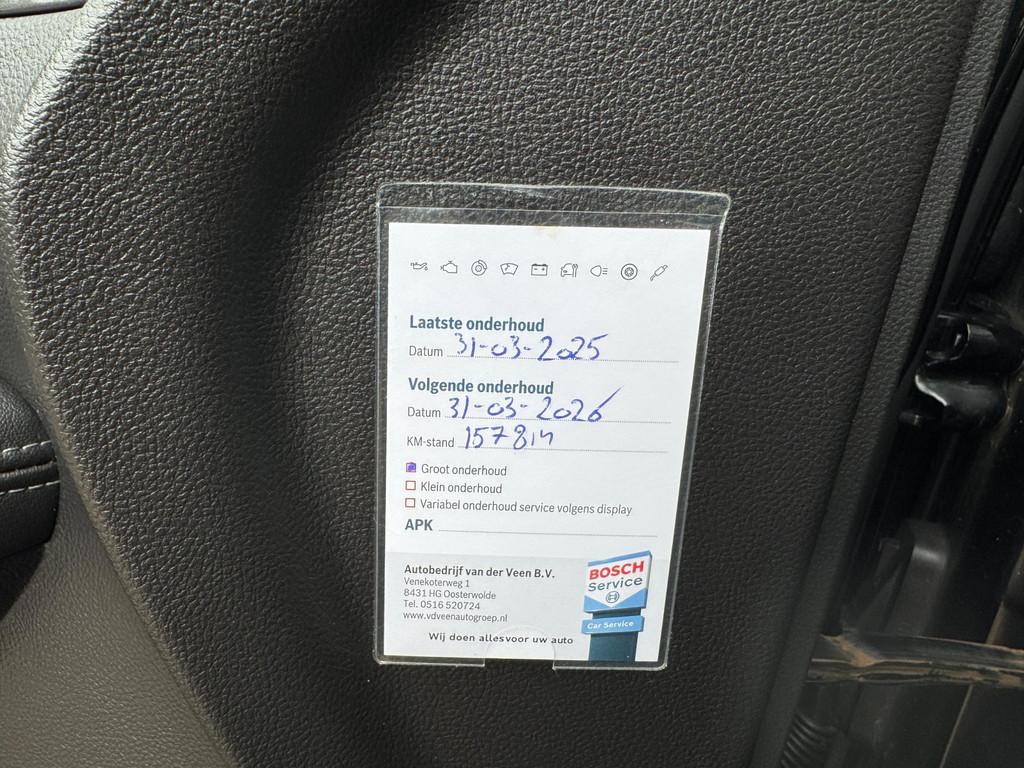 Laatste onderhoud
Datum 31-03-2025
Volgende onderhoud
Datum 31-03-2026
KM-stand
Groot onderhoud
Klein onderhoud
Variabel onderhoud service volgens display
APK
Autobedrijf van der Veen B.V.
Venekoterweg 1
8431 HG Oosterwolde
Tel. 0516 520724
www.vdveenautogroep.nl
Wij doen alles voor uw auto
BOSCH
Service
Car Service